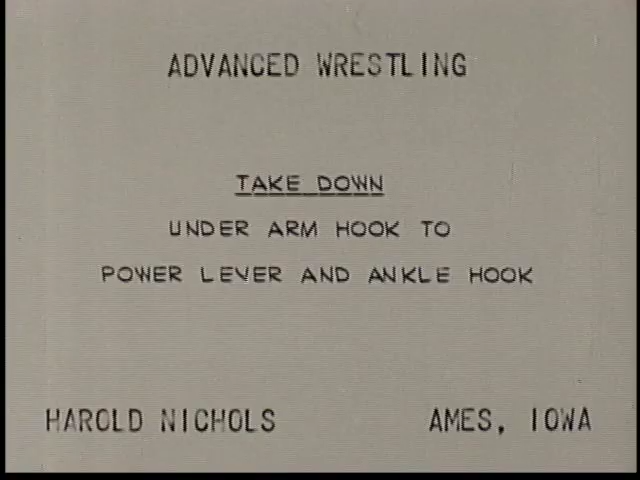 ADVANCED WRESTLING
TAKE DOWN
UNDER ARM HOOK TO
POWER LEVER AND ANKLE HOOK
HAROLD NICHOLS AMES, IOWA